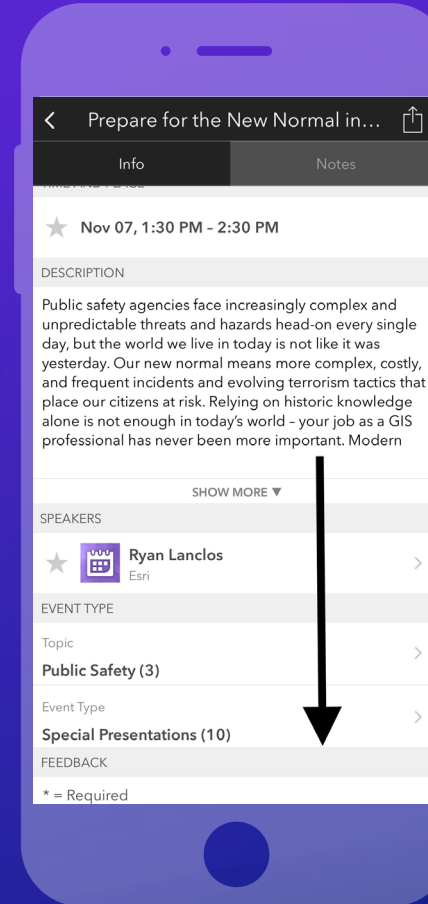 Prepare for the New Normal in...
Info
Notes
Nov 07, 1:30 PM – 2:30 PM
DESCRIPTION
Public safety agencies face increasingly complex and
unpredictable threats and hazards head-on every single
day, but the world we live in today is not like it was
yesterday. Our new normal means more complex, costly,
and frequent incidents and evolving terrorism tactics that
place our citizens at risk. Relying on historic knowledge
alone is not enough in today's world – your job as a GIS
professional has never been more important. Modern
SHOW MORE ▼
SPEAKERS
Ryan Lanclos
Esri
EVENT TYPE
Topic
Public Safety (3)
Event Type
Special Presentations (10)
FEEDBACK
* = Required